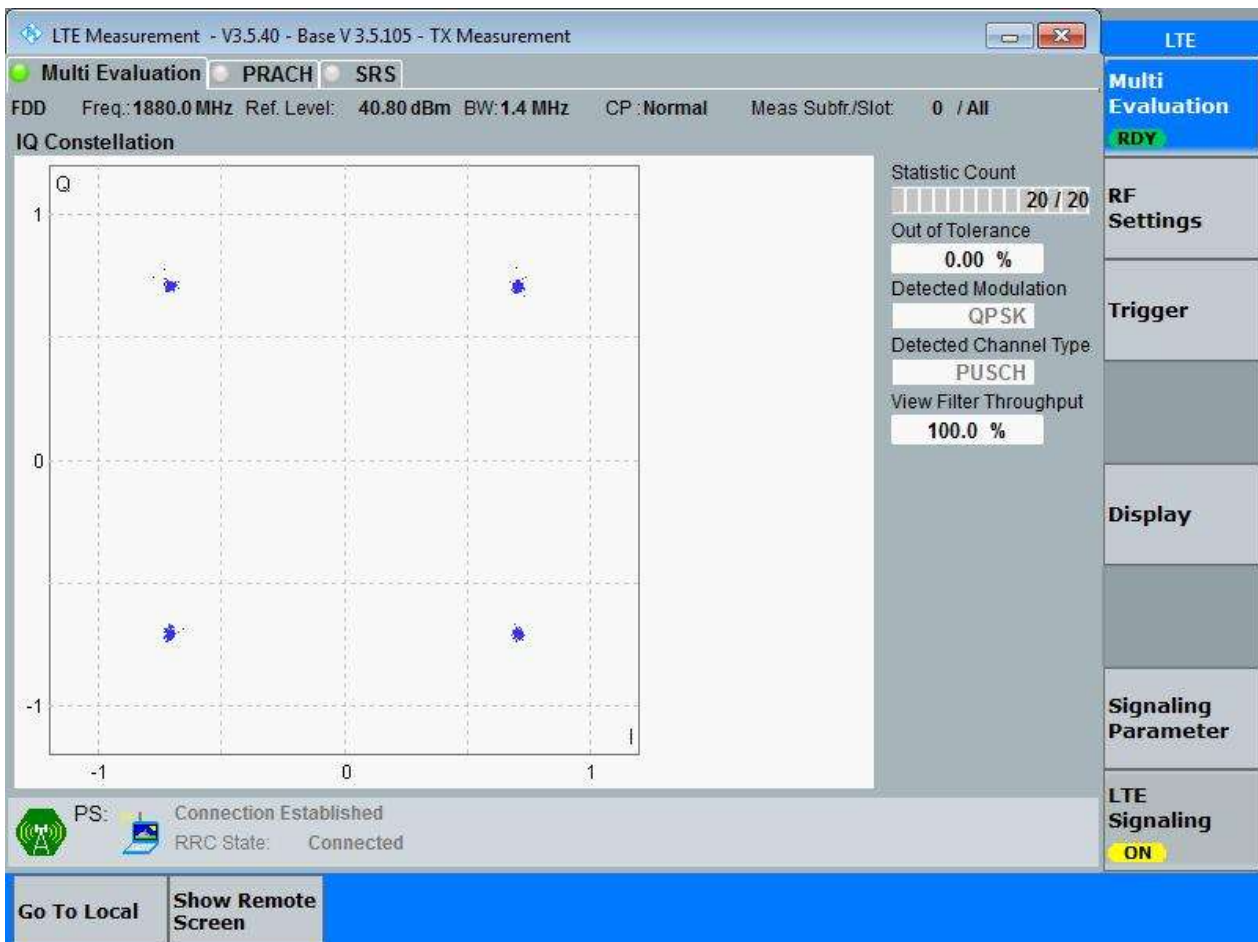 LTE Measurement - V3.5.40 - Base V 3.5.105 - TX Measurement
LTE
Multi Evaluation PRACH SRS
Multi
Evaluation
RDY
FDD Freq.:1880.0 MHz Ref. Level: 40.80 dBm BW:1.4 MHz CP :Normal Meas Subfr./Slot: 0 / All
IQ Constellation
Q
1
0
-1
-1 0 1
I
Statistic Count
20 / 20
Out of Tolerance
0.00 %
Detected Modulation
QPSK
Detected Channel Type
PUSCH
View Filter Throughput
100.0 %
RF
Settings
Trigger
Display
Signaling
Parameter
LTE
Signaling
ON
PS: Connection Established
RRC State: Connected
Go To Local
Show Remote
Screen